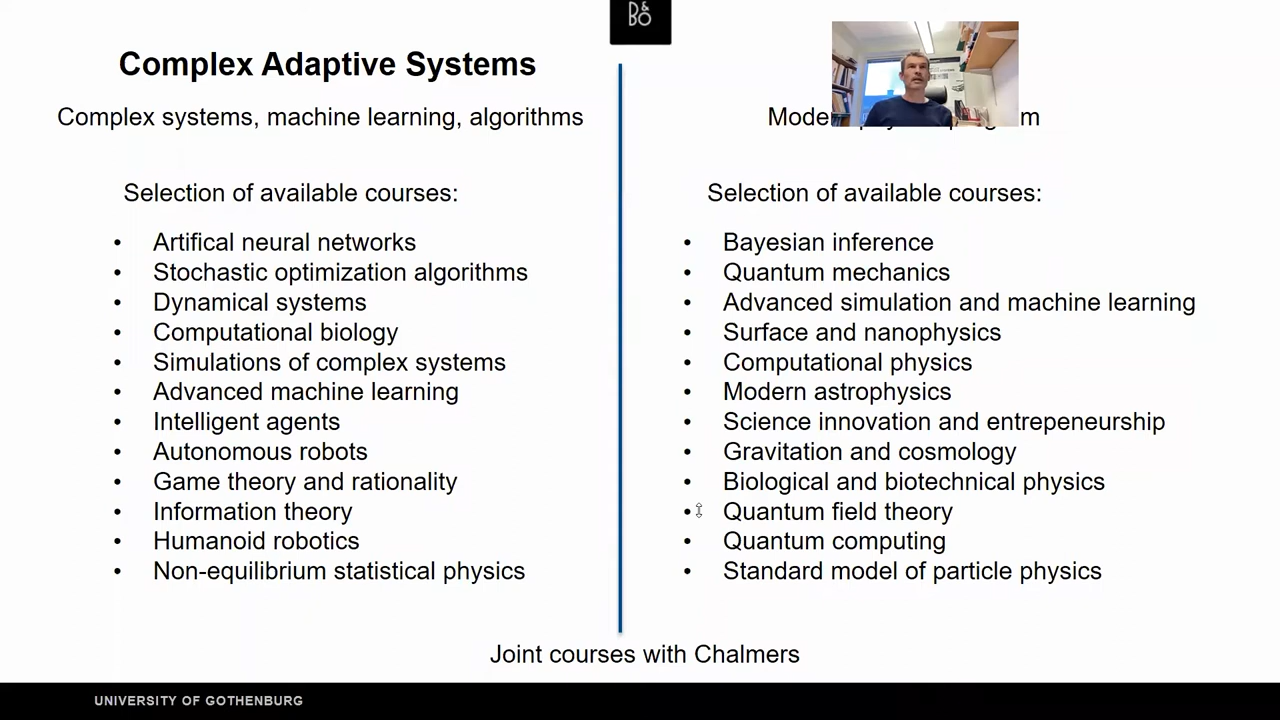 D&
BO
Complex Adaptive Systems
Complex systems, machine learning, algorithms
Selection of available courses:
• Artifical neural networks
• Stochastic optimization algorithms
• Dynamical systems
• Computational biology
• Simulations of complex systems
• Advanced machine learning
• Intelligent agents
• Autonomous robots
• Game theory and rationality
• Information theory
• Humanoid robotics
• Non-equilibrium statistical physics
Selection of available courses:
• Bayesian inference
• Quantum mechanics
• Advanced simulation and machine learning
• Surface and nanophysics
• Computational physics
• Modern astrophysics
• Science innovation and entrepeneurship
• Gravitation and cosmology
• Biological and biotechnical physics
• Quantum field theory
• Quantum computing
• Standard model of particle physics
Joint courses with Chalmers
UNIVERSITY OF GOTHENBURG